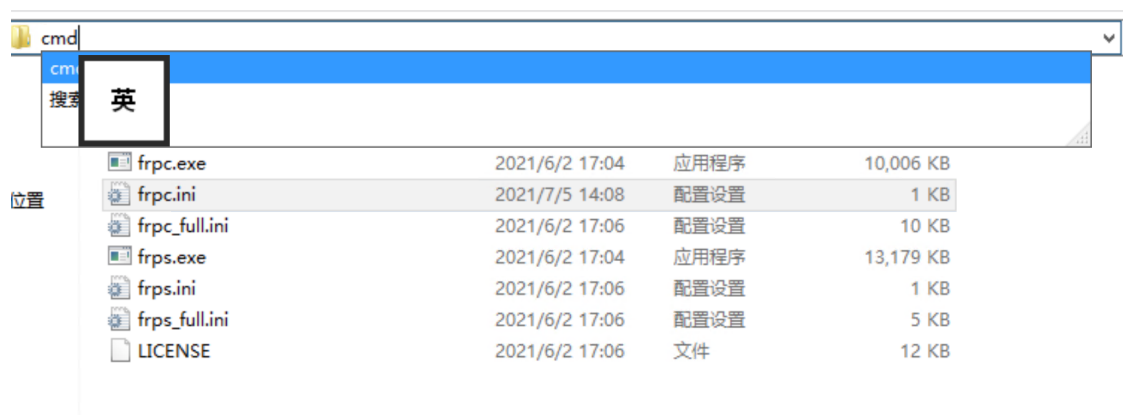 cmd
英
frpc.exe 2021/6/2 17:04 应用程序 10,006 KB
frpc.ini 2021/7/5 14:08 配置设置 1 KB
位置
frpc_full.ini 2021/6/2 17:06 配置设置 10 KB
frps.exe 2021/6/2 17:04 应用程序 13,179 KB
frps.ini 2021/6/2 17:06 配置设置 1 KB
frps_full.ini 2021/6/2 17:06 配置设置 5 KB
LICENSE 2021/6/2 17:06 文件 12 KB